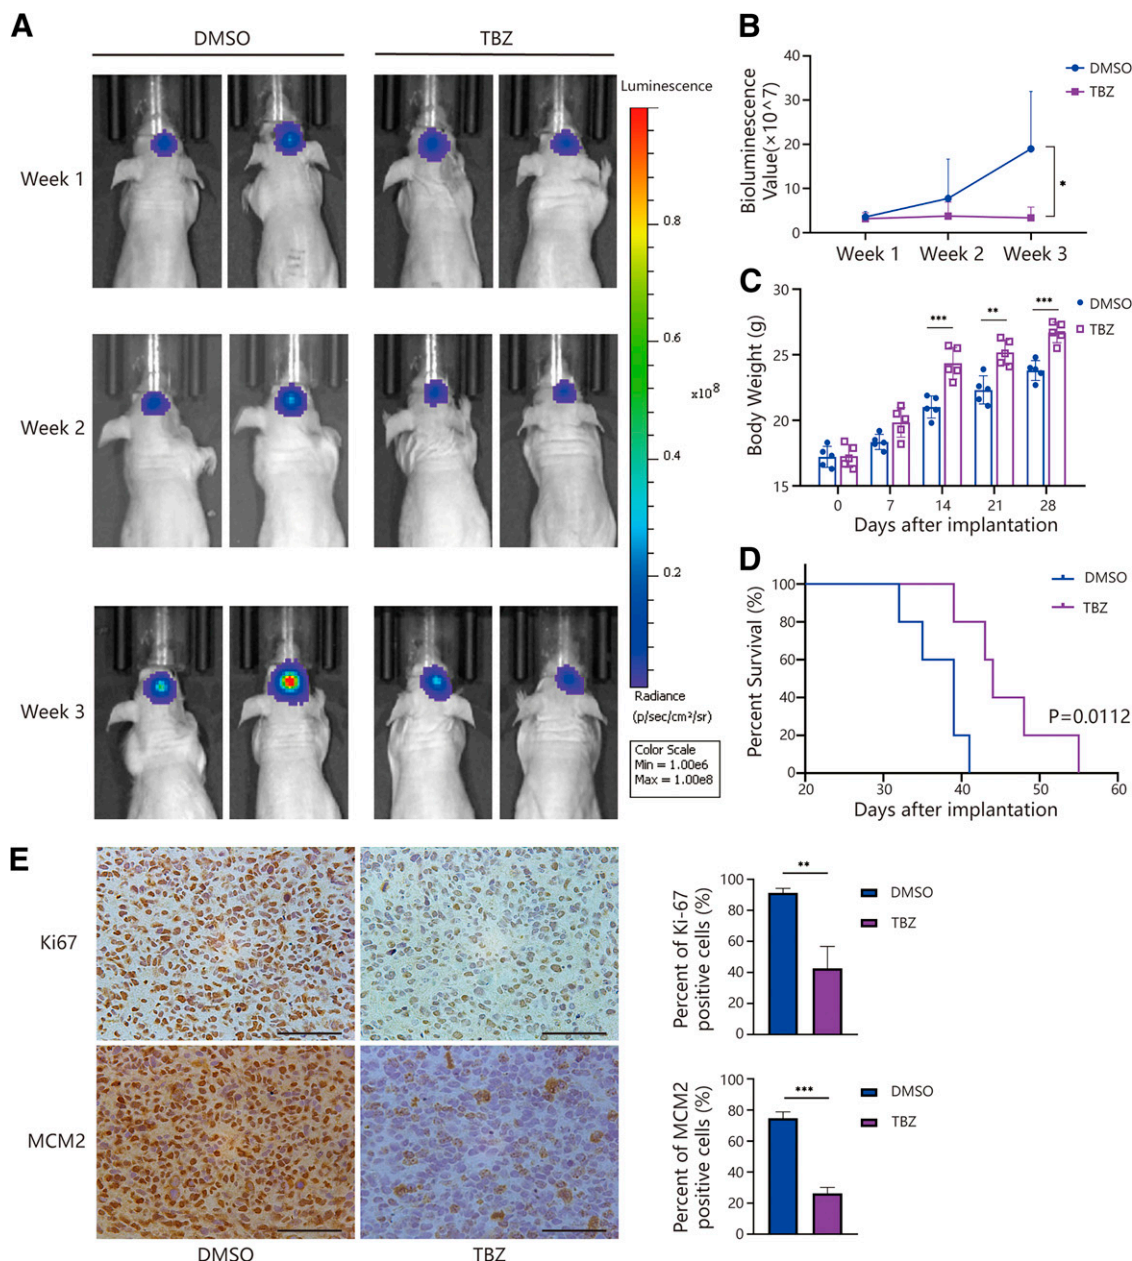 A
DMSO
TBZ
Luminescence
Week 1
Week 2
Week 3
0.8
0.6
x10^8
0.4
0.2
Radiance
(p/sec/cm²/sr)
Color Scale
Min = 1.00e6
Max = 1.00e8
B
Bioluminescence
Value(×10^7)
40
30
20
10
0
Week 1 Week 2 Week 3
DMSO
TBZ
*
C
Body Weight (g)
30
25
20
15
0 7 14 21 28
Days after implantation
*** ** ***
DMSO
TBZ
D
Percent Survival (%)
100
80
60
40
20
0
20 30 40 50 60
Days after implantation
DMSO
TBZ
P=0.0112
E
Ki67
MCM2
DMSO
TBZ
Percent of Ki-67
positive cells (%)
100
80
60
40
20
0
**
DMSO
TBZ
Percent of MCM2
positive cells (%)
100
80
60
40
20
0
***
DMSO
TBZ